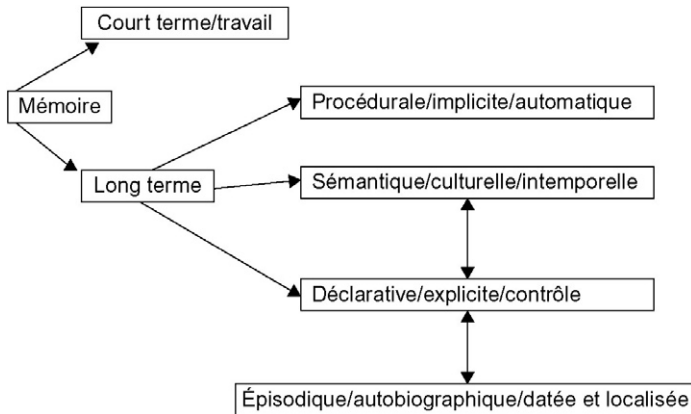 Court terme/travail
Mémoire
Procédurale/implicite/automatique
Long terme
Sémantique/culturelle/intemporelle
Déclarative/explicite/contrôle
Épisodique/autobiographique/datée et localisée